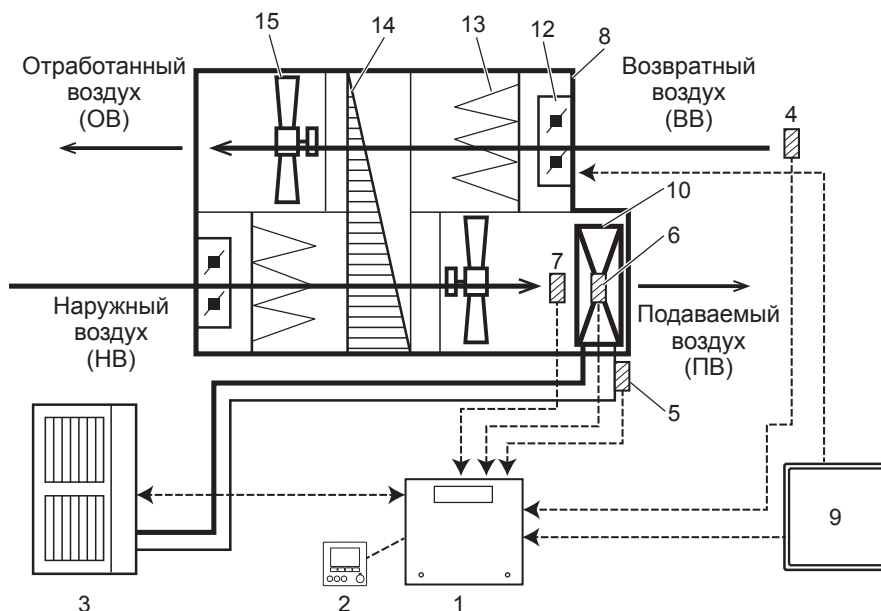 15
14
13
12
8
Отработанный
воздух
(ОВ)
Возвратный
воздух
(ВВ)
4
10
6
7
Наружный
воздух
(НВ)
Подаваемый
воздух
(ПВ)
5
9
3
2
1